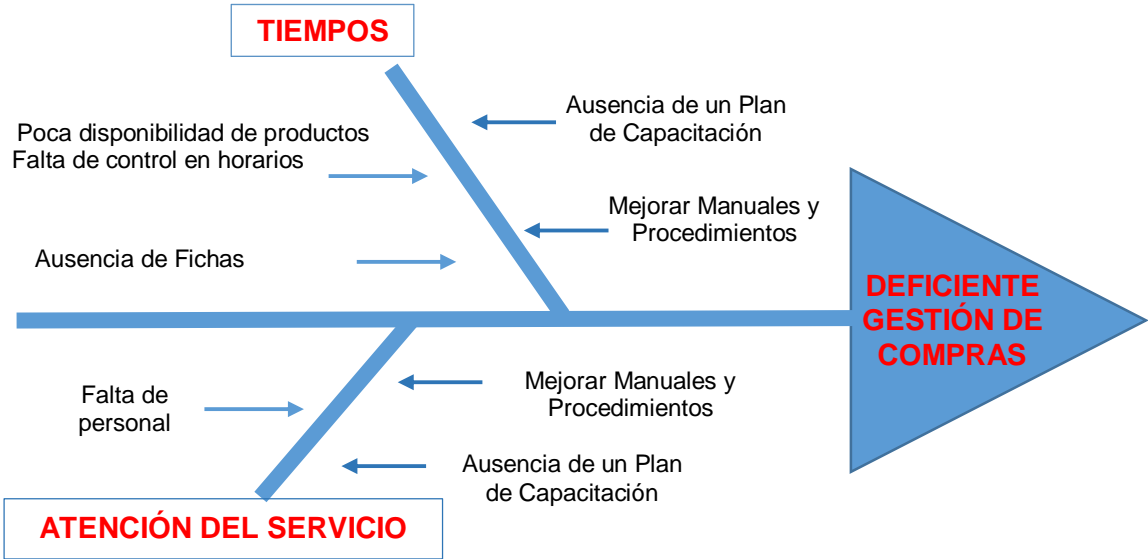 TIEMPOS
Ausencia de un Plan
de Capacitación
Poca disponibilidad de productos
Falta de control en horarios
Mejorar Manuales y
Procedimientos
Ausencia de Fichas
DEFICIENTE
GESTIÓN DE
COMPRAS
Mejorar Manuales y
Procedimientos
Falta de
personal
Ausencia de un Plan
de Capacitación
ATENCIÓN DEL SERVICIO